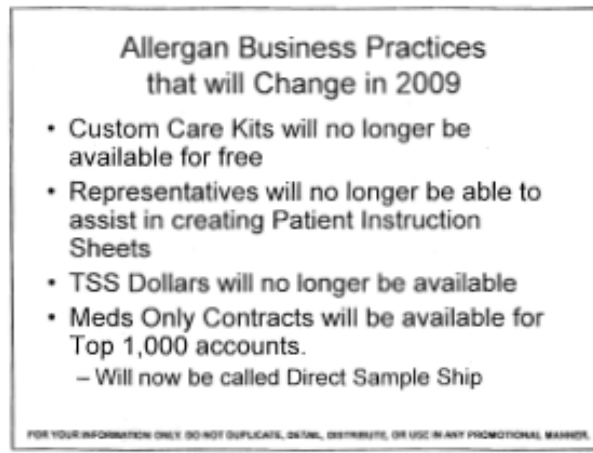 Allergan Business Practices
that will Change in 2009
• Custom Care Kits will no longer be
available for free
• Representatives will no longer be able to
assist in creating Patient Instruction
Sheets
• TSS Dollars will no longer be available
• Meds Only Contracts will be available for
Top 1,000 accounts.
– Will now be called Direct Sample Ship
FOR YOUR INFORMATION ONLY. DO NOT DUPLICATE, DETAIL, DISTRIBUTE, OR USE IN ANY PROMOTIONAL MANNER.